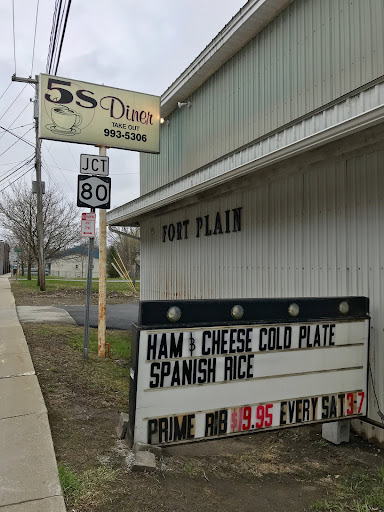 5S Diner
TAKE OUT
993-5306
JCT
80
FORT PLAIN
HAM & CHEESE COLD PLATE
SPANISH RICE
PRIME RIB $19.95 EVERY SAT 3-7